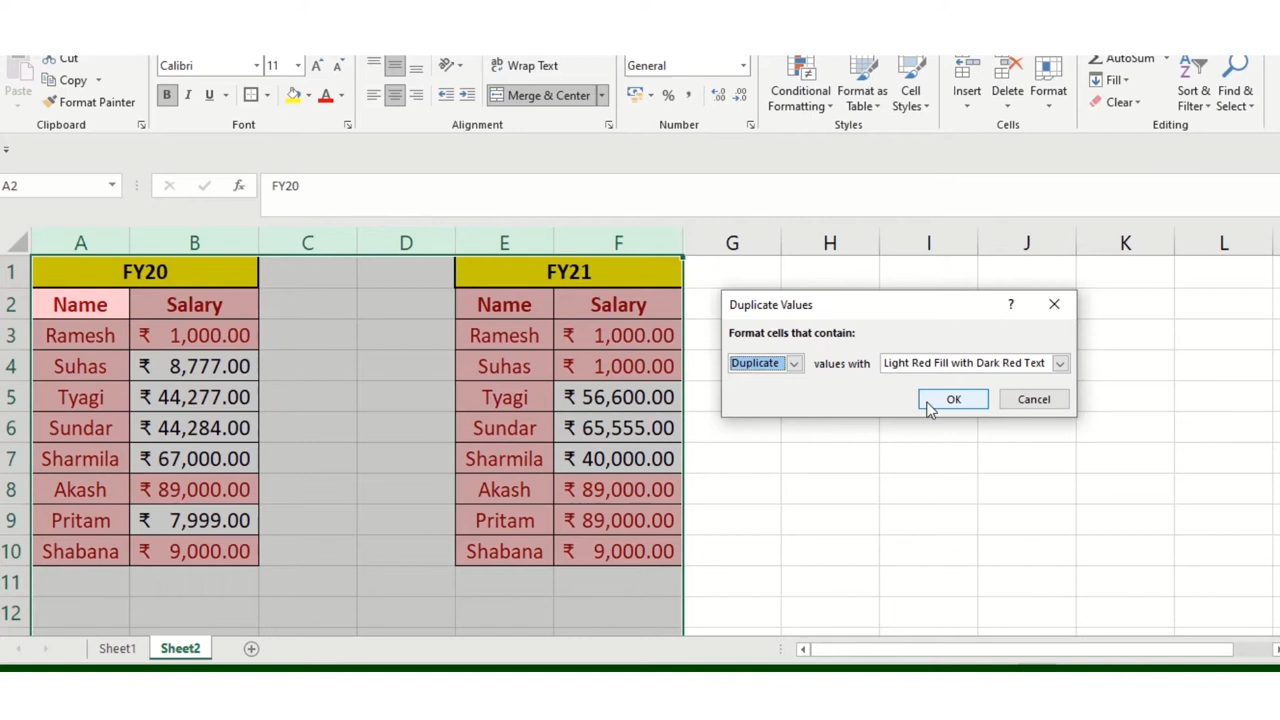 Cut
Copy
Paste
Format Painter
Clipboard
Calibri 11 A A
B I U A
Font
Wrap Text
Merge & Center
Alignment
General
% ,
Number
Conditional Formatting
Format as Table
Cell Styles
Styles
Insert Delete Format
Cells
AutoSum
Fill
Clear
Sort & Filter
Find & Select
Editing
A2 fx FY20
A B C D E F G H I J K L
1 FY20 FY21
2 Name Salary Name Salary
3 Ramesh ₹ 1,000.00 Ramesh ₹ 1,000.00
4 Suhas ₹ 8,777.00 Suhas ₹ 1,000.00
5 Tyagi ₹ 44,277.00 Tyagi ₹ 56,600.00
6 Sundar ₹ 44,284.00 Sundar ₹ 65,555.00
7 Sharmila ₹ 67,000.00 Sharmila ₹ 40,000.00
8 Akash ₹ 89,000.00 Akash ₹ 89,000.00
9 Pritam ₹ 7,999.00 Pritam ₹ 89,000.00
10 Shabana ₹ 9,000.00 Shabana ₹ 9,000.00
11
12
Duplicate Values ?
Format cells that contain:
Duplicate values with Light Red Fill with Dark Red Text
OK Cancel
Sheet1 Sheet2